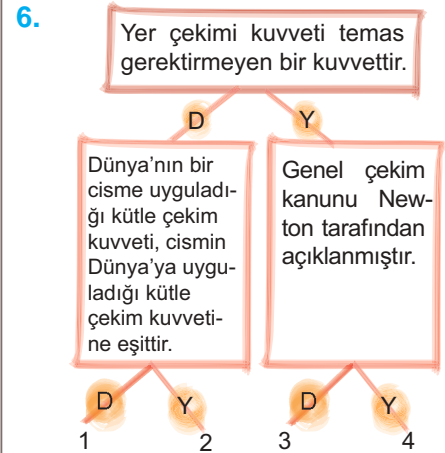 6.
Yer çekimi kuvveti temas
gerektirmeyen bir kuvvettir.
D
Y
Dünya'nın bir
cisme uyguladı-
ğı kütle çekim
kuvveti, cismin
Dünya'ya uygu-
ladığı kütle
çekim kuvveti-
ne eşittir.
Genel çekim
kanunu New-
ton tarafından
açıklanmıştır.
D
Y
D
Y
1
2
3
4